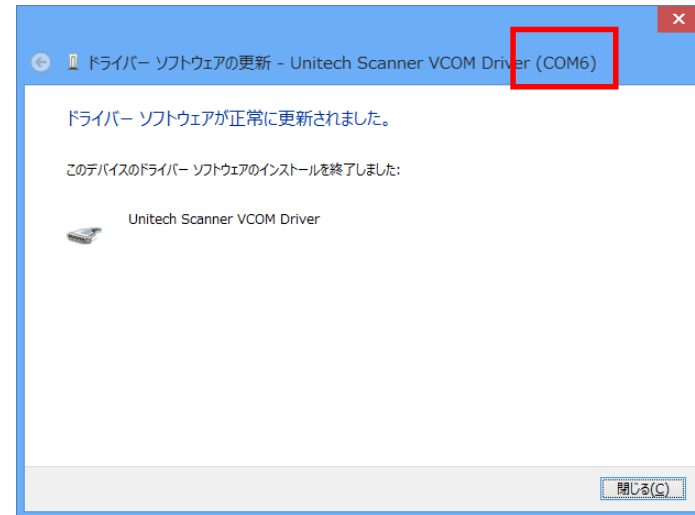 ドライバー ソフトウェアの更新 - Unitech Scanner VCOM Driver (COM6)
ドライバー ソフトウェアが正常に更新されました。
このデバイスのドライバー ソフトウェアのインストールを終了しました:
Unitech Scanner VCOM Driver
閉じる(C)